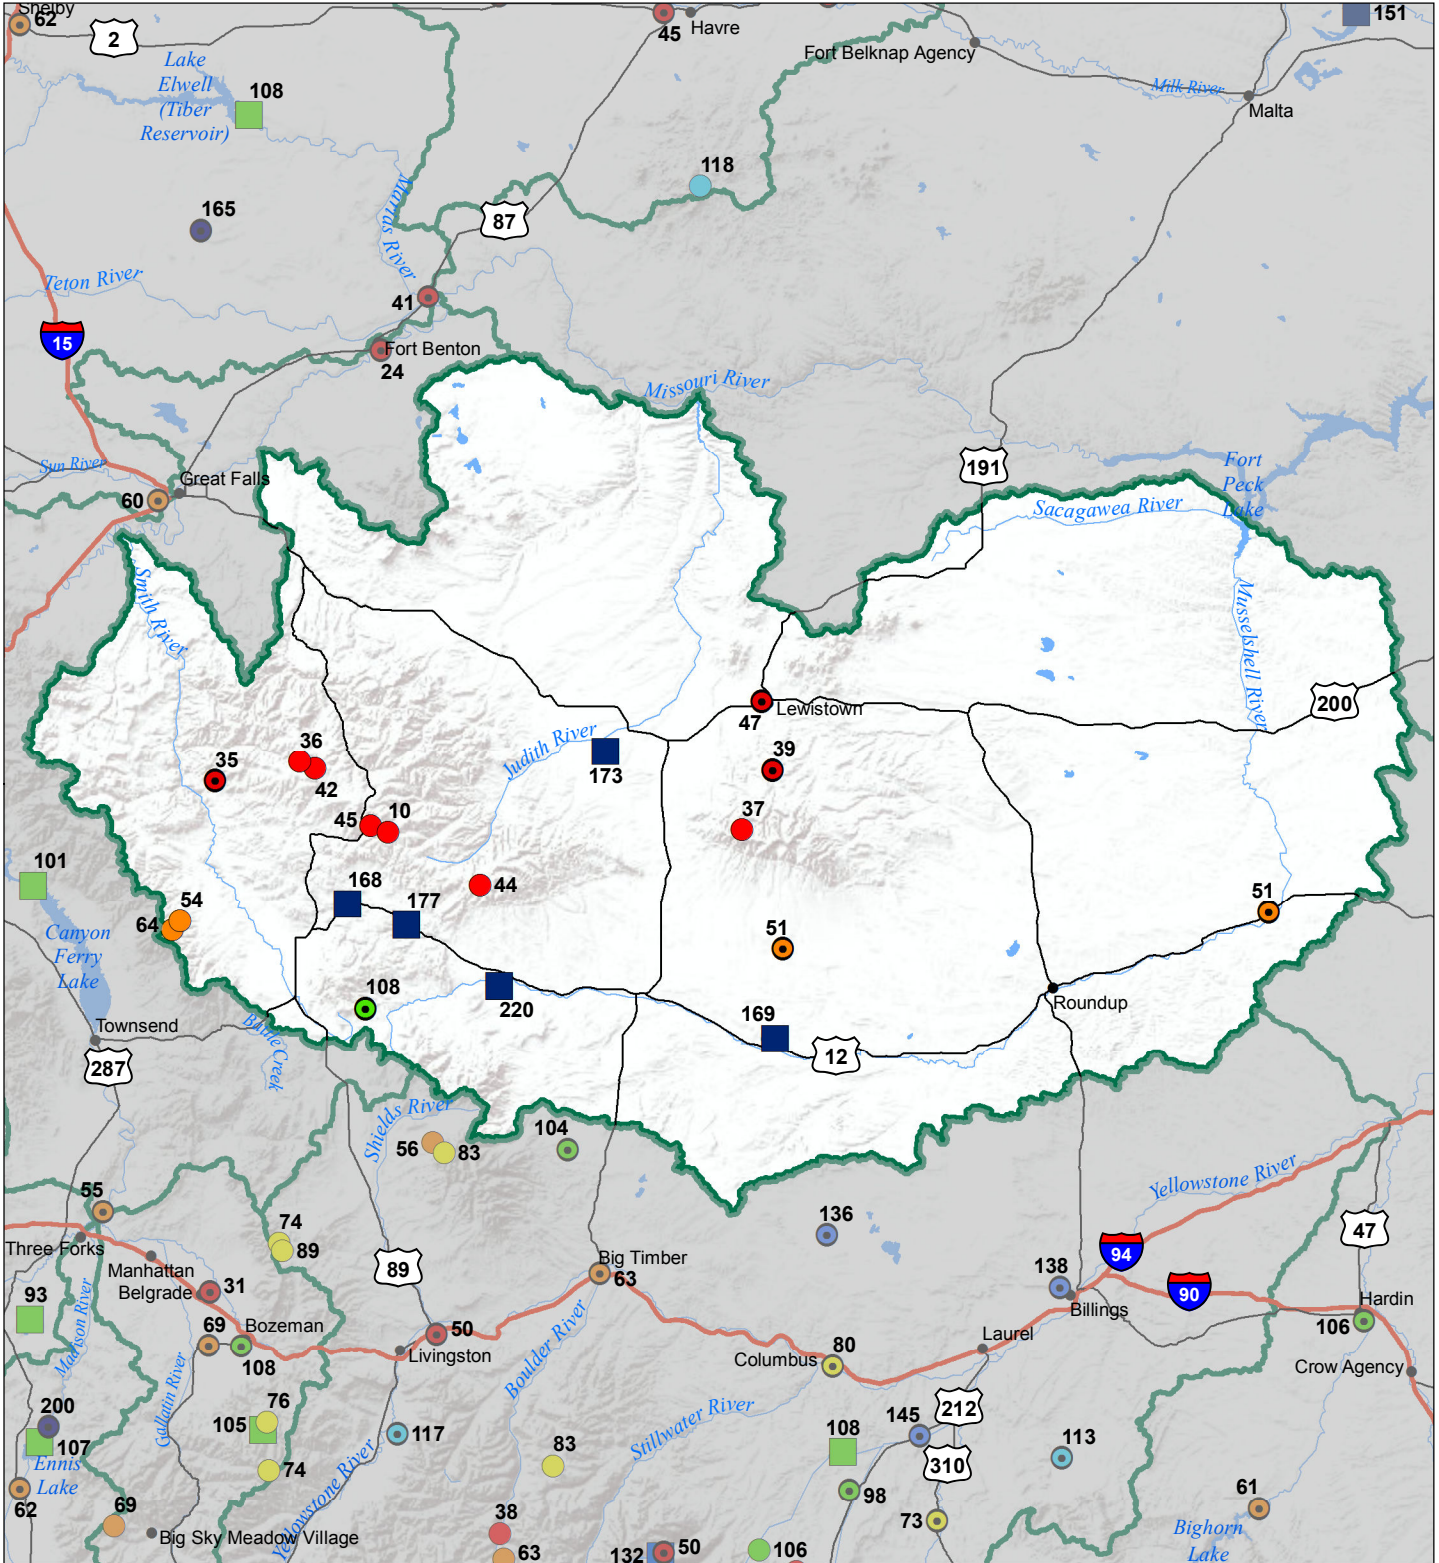 Shelby
62
2
45
Havre
Fort Belknap Agency
151
Lake
Elwell
(Tiber
Reservoir)
108
Milk River
Malta
118
Marias River
165
87
Teton River
41
15
Fort Benton
24
Missouri River
Sun River
Great Falls
60
191
Fort
Peck
Lake
Sacagawea River
Smith River
Musselshell River
200
47
Lewistown
Judith River
173
35
36
42
39
37
45
10
101
168
177
44
54
64
51
51
Canyon
Ferry
Lake
108
220
169
12
Roundup
Townsend
Battle Creek
287
Shields River
56
83
104
55
Yellowstone River
136
74
89
94
47
Three Forks
Manhattan
Belgrade
31
89
Big Timber
63
138
Billings
90
Hardin
106
93
Madison River
69
Bozeman
108
50
Livingston
Boulder River
Columbus
80
Laurel
Crow Agency
Gallatin River
200
107
Ennis
Lake
76
105
74
117
Stillwater River
83
108
145
212
310
113
62
69
Big Sky Meadow Village
Yellowstone River
38
63
132
50
106
98
73
61
Bighorn
Lake